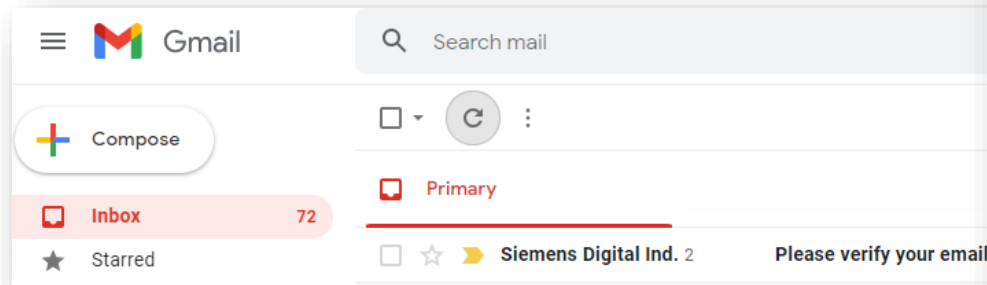 Gmail
Search mail
Compose
Primary
Inbox 72
Siemens Digital Ind. 2 Please verify your email
Starred